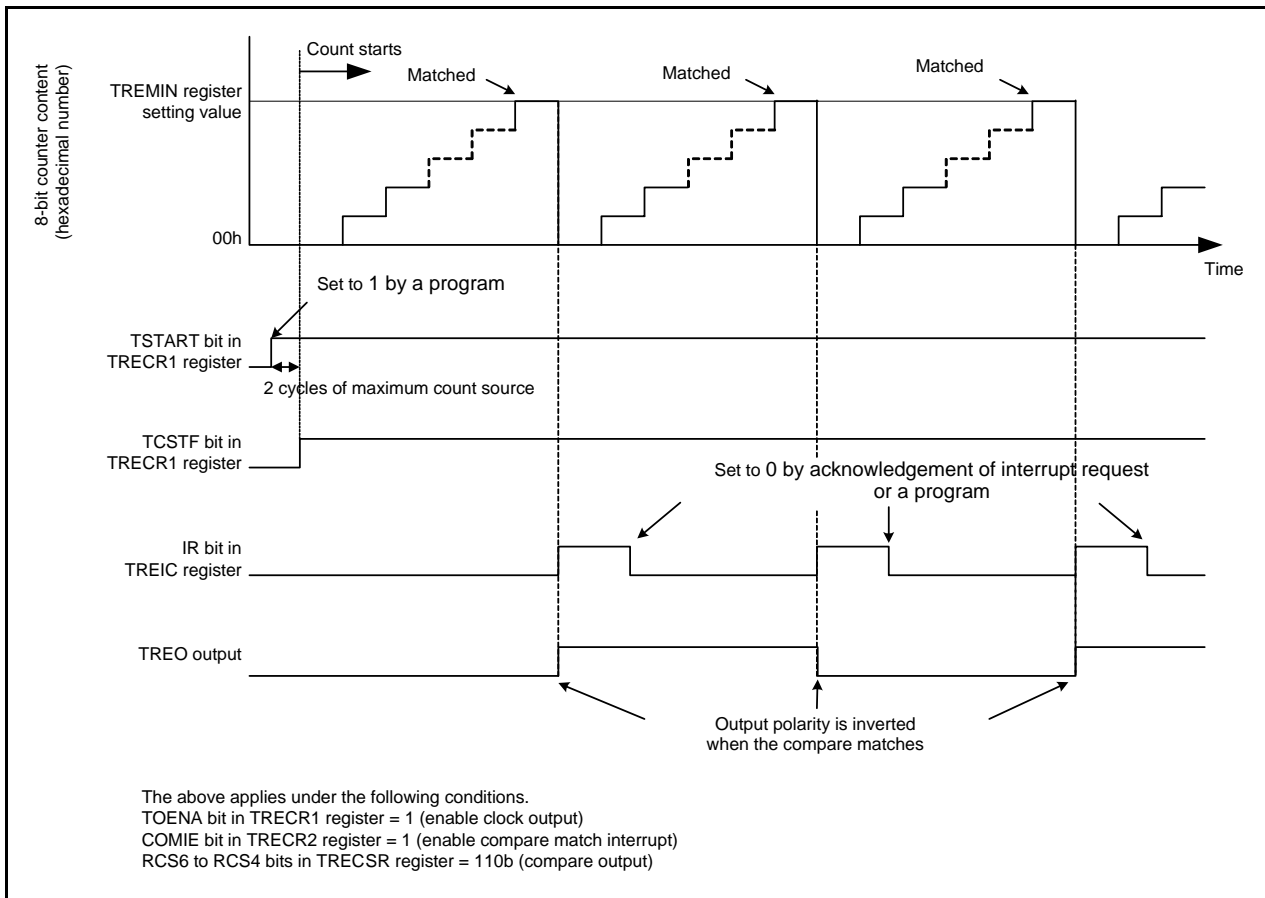 Count starts
Matched
Matched
Matched
8-bit counter content
(hexadecimal number)
TREMIN register
setting value
00h
Time
Set to 1 by a program
TSTART bit in
TRECR1 register
2 cycles of maximum count source
TCSTF bit in
TRECR1 register
Set to 0 by acknowledgement of interrupt request
or a program
IR bit in
TREIC register
TREO output
Output polarity is inverted
when the compare matches
The above applies under the following conditions.
TOENA bit in TRECR1 register = 1 (enable clock output)
COMIE bit in TRECR2 register = 1 (enable compare match interrupt)
RCS6 to RCS4 bits in TRECSR register = 110b (compare output)